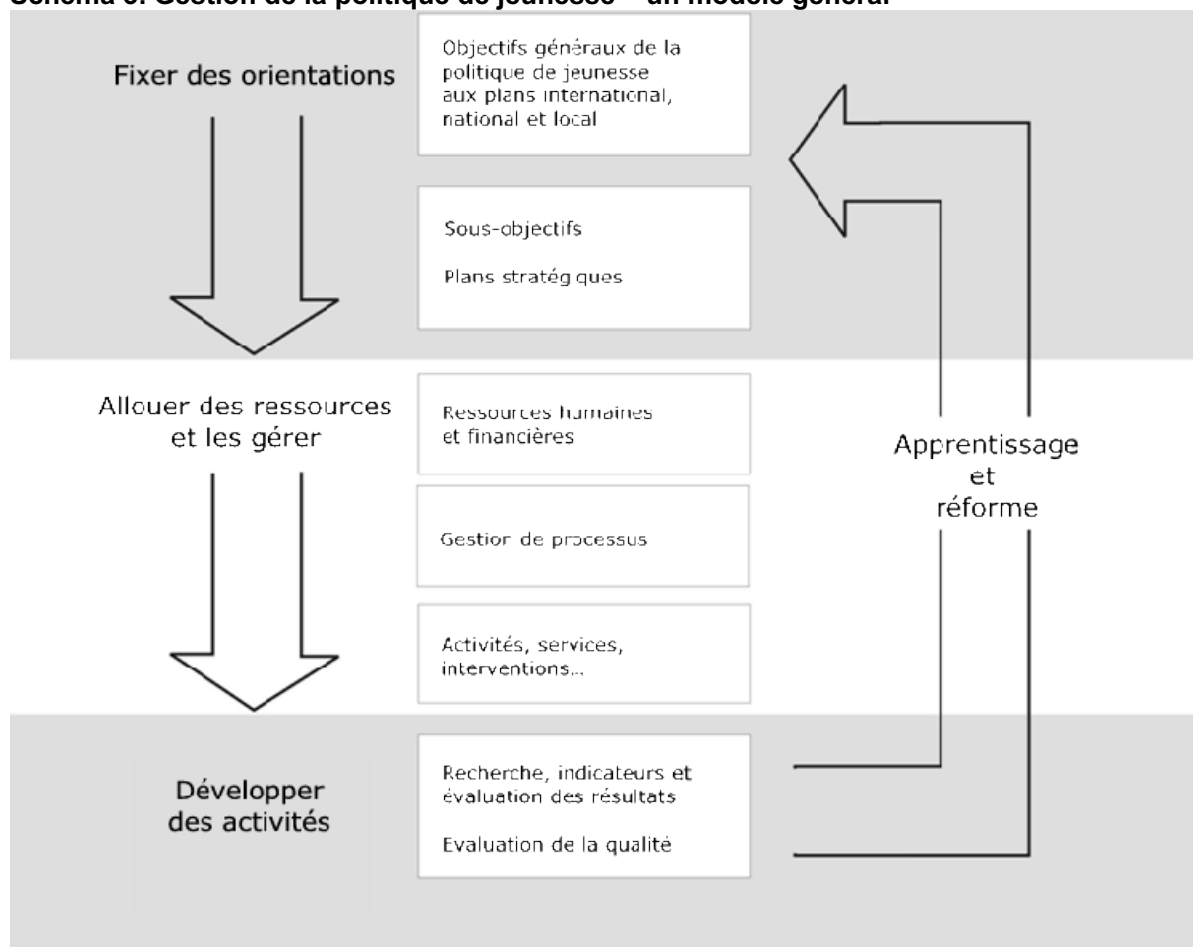 Fixer des orientations
Objectifs généraux de la
politique de jeunesse
aux plans international,
national et local
Sous-objectifs
Plans stratégiques
Allouer des ressources
et les gérer
Ressources humaines
et financières
Gestion de processus
Activités, services,
interventions...
Apprentissage
et
réforme
Développer
des activités
Recherche, indicateurs et
évaluation des résultats
Evaluation de la qualité